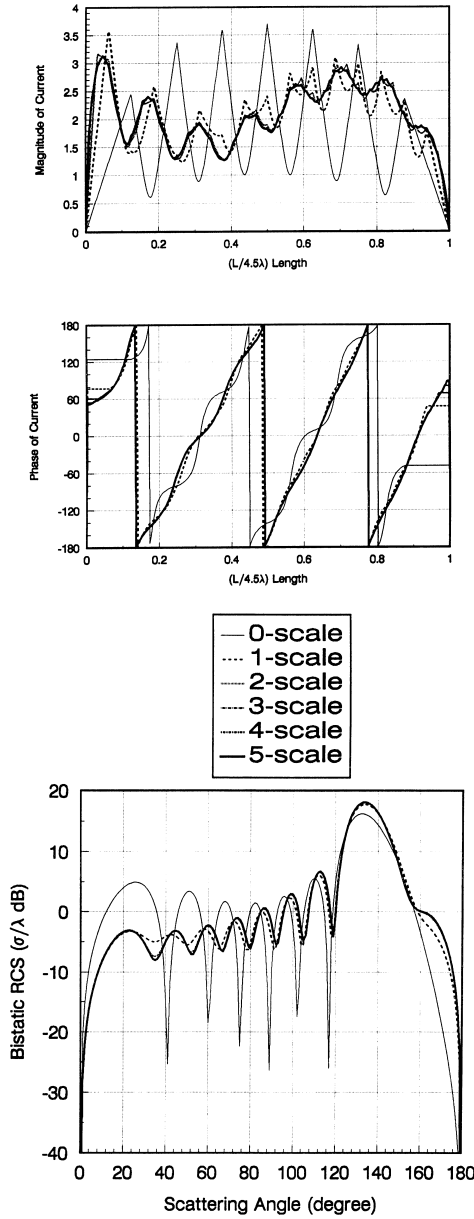 4
3.5
3
2.5
2
1.5
1
0.5
0
Magnitude of Current
0 0.2 0.4 0.6 0.8 1
(L/4.5λ) Length
180
120
60
0
-60
-120
-180
Phase of Current
0 0.2 0.4 0.6 0.8 1
(L/4.5λ) Length
0-scale
1-scale
2-scale
3-scale
4-scale
5-scale
20
10
0
-10
-20
-30
-40
Bistatic RCS (σ/λ dB)
0 20 40 60 80 100 120 140 160 180
Scattering Angle (degree)